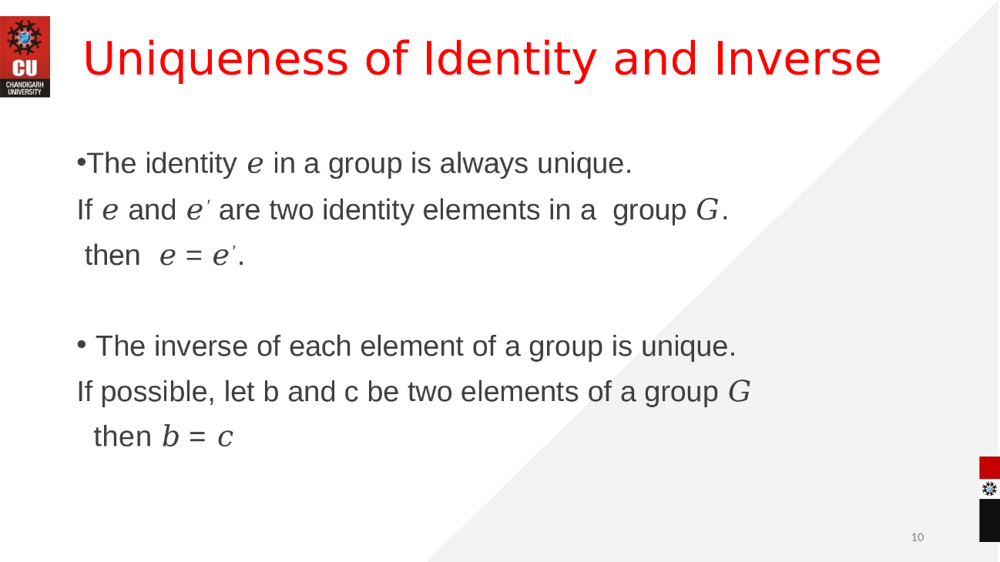 CU
CHANDIGARH
UNIVERSITY
Uniqueness of Identity and Inverse
•The identity 𝑒 in a group is always unique.
If 𝑒 and 𝑒′ are two identity elements in a  group 𝐺.
then  𝑒 = 𝑒′.
• The inverse of each element of a group is unique.
If possible, let b and c be two elements of a group 𝐺
then 𝑏 = 𝑐
10